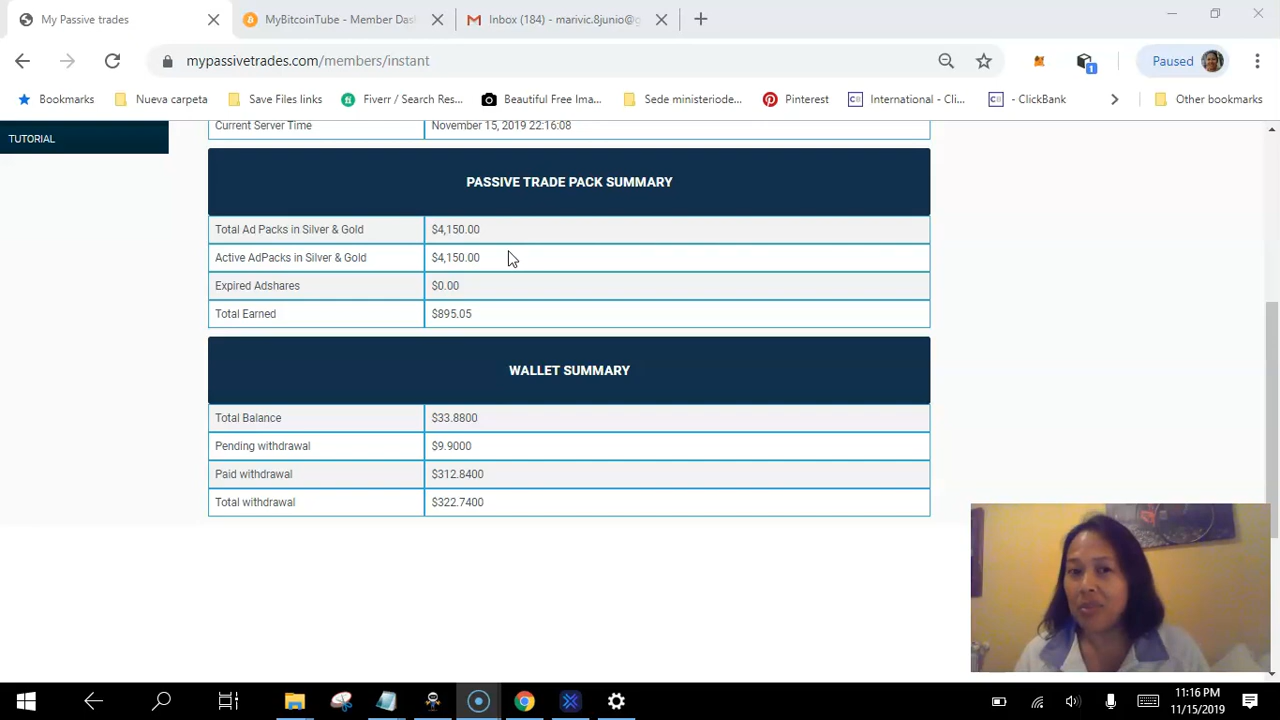 My Passive trades
MyBitcoinTube - Member Das
Inbox (184) - marivic.8junio@g
mypassivetrades.com/members/instant
Paused
1
Bookmarks
Nueva carpeta
Save Files links
Fiverr / Search Res...
Beautiful Free Ima...
Sede ministeriode...
Pinterest
International - Cli...
- ClickBank
Other bookmarks
TUTORIAL
Current Server Time November 15, 2019 22:16:08
PASSIVE TRADE PACK SUMMARY
Total Ad Packs in Silver & Gold $4,150.00
Active AdPacks in Silver & Gold $4,150.00
Expired Adshares $0.00
Total Earned $895.05
WALLET SUMMARY
Total Balance $33.8800
Pending withdrawal $9.9000
Paid withdrawal $312.8400
Total withdrawal $322.7400
11:16 PM
11/15/2019